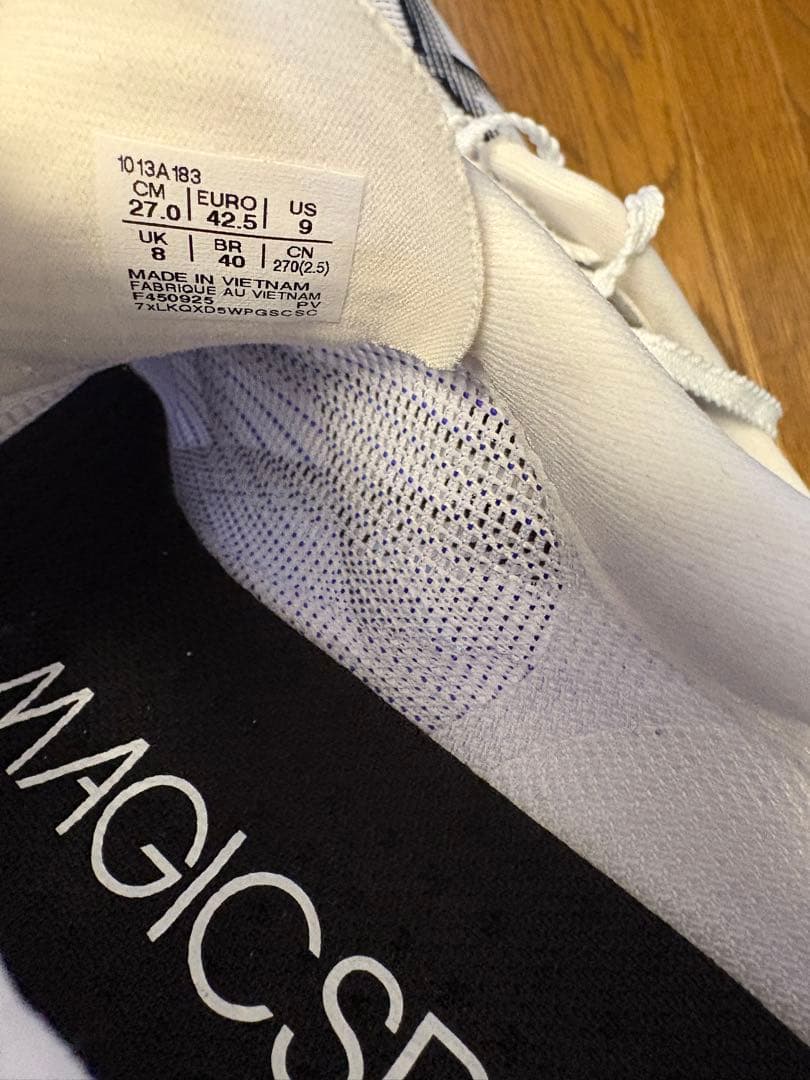 1013A183
CM 27.0 | EURO 42.5 | US 9
UK 8 | BR 40 | CN 270(2.5)
MADE IN VIETNAM
FABRIQUE AU VIETNAM
F450925 PV
7xLKQXD5WPGSCSC
MAGICS